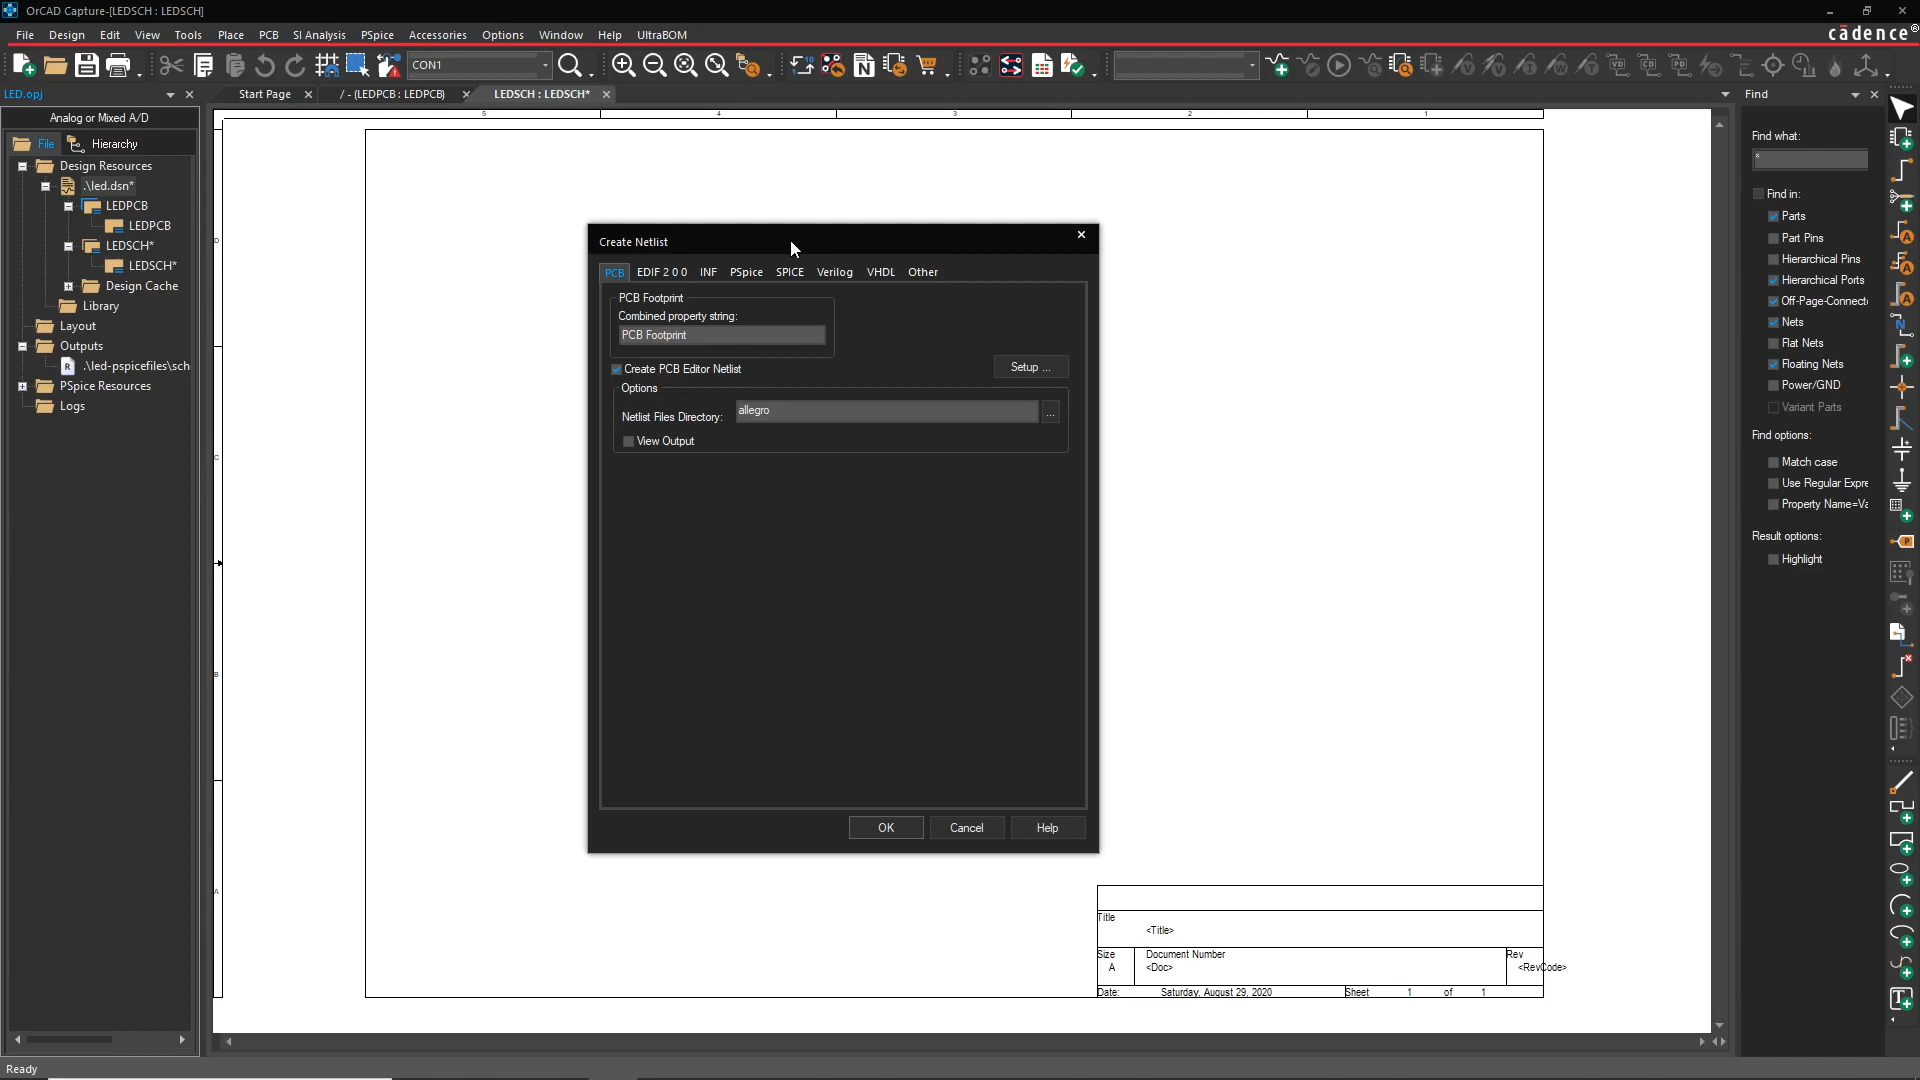 OrCAD Capture-[LEDSCH : LEDSCH]
File Design Edit View Tools Place PCB SI Analysis PSpice Accessories Options Window Help UltraBOM
cādence®
CON1
LED.opj
Start Page
/ - (LEDPCB : LEDPCB)
LEDSCH : LEDSCH*
Find
Analog or Mixed A/D
File
Hierarchy
Design Resources
.\led.dsn*
LEDPCB
LEDPCB
LEDSCH*
LEDSCH*
Design Cache
Library
Layout
Outputs
.\led-pspicefiles\sch
PSpice Resources
Logs
5 4 3 2 1
D
C
B
A
Create Netlist
PCB EDIF 2 0 0 INF PSpice SPICE Verilog VHDL Other
PCB Footprint
Combined property string:
PCB Footprint
Create PCB Editor Netlist
Setup ...
Options
Netlist Files Directory:
allegro
...
View Output
OK
Cancel
Help
Title
<Title>
Size
A
Document Number
<Doc>
Rev
<RevCode>
Date:
Saturday, August 29, 2020
Sheet 1 of 1
Find what:
*
Find in:
Parts
Part Pins
Hierarchical Pins
Hierarchical Ports
Off-Page-Connect
Nets
Flat Nets
Floating Nets
Power/GND
Variant Parts
Find options:
Match case
Use Regular Expre
Property Name=Va
Result options:
Highlight
Ready